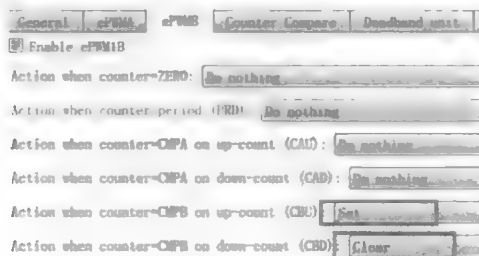 General ePWMA ePWMB Counter Compare Deadband unit
Enable ePWM1B
Action when counter=ZERO: Do nothing
Action when counter period (PRD) Do nothing
Action when counter=CMPA on up-count (CAU): Do nothing
Action when counter=CMPA on down-count (CAD): Do nothing
Action when counter=CMPB on up-count (CBU) Set
Action when counter=CMPB on down-count (CBD): Clear